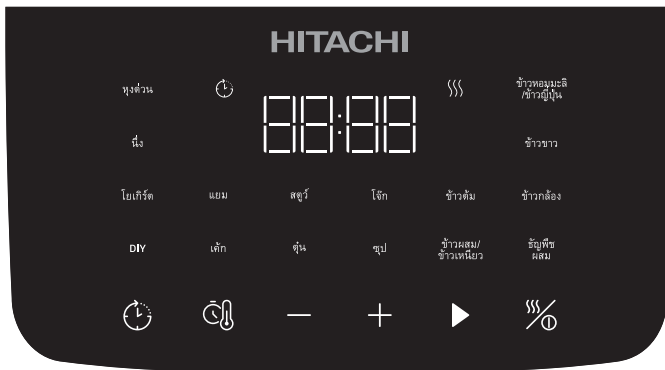 HITACHI
หุงด่วน
ข้าวหอมมะลิ
/ข้าวญี่ปุ่น
88:88
นึ่ง
ข้าวขาว
โยเกิร์ต แยม สตูว์ โจ๊ก ข้าวต้ม ข้าวกล้อง
DIY เค้ก ตุ๋น ซุป ข้าวผสม/ ธัญพืช
ข้าวเหนียว ผสม